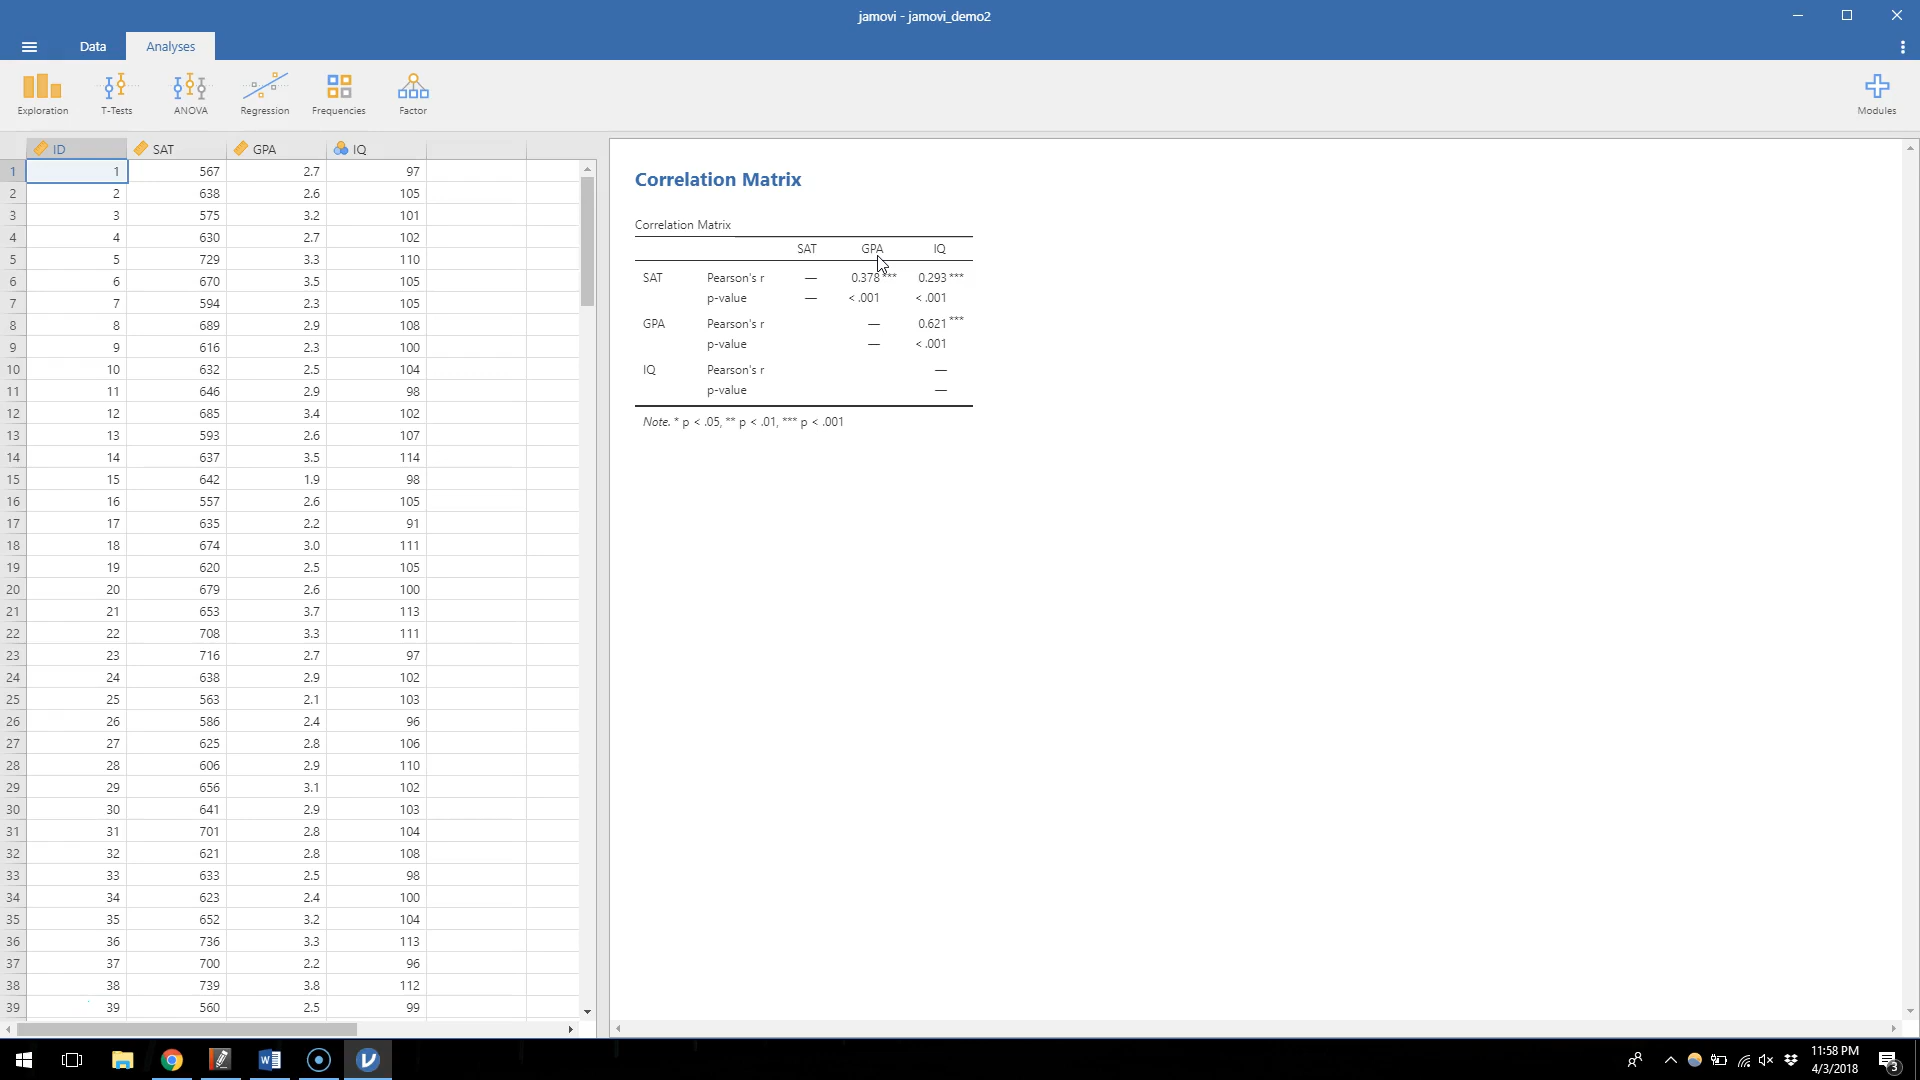 jamovi - jamovi_demo2
Data Analyses
Exploration T-Tests ANOVA Regression Frequencies Factor Modules
ID SAT GPA IQ
1 1 567 2.7 97
2 2 638 2.6 105
3 3 575 3.2 101
4 4 630 2.7 102
5 5 729 3.3 110
6 6 670 3.5 105
7 7 594 2.3 105
8 8 689 2.9 108
9 9 616 2.3 100
10 10 632 2.5 104
11 11 646 2.9 98
12 12 685 3.4 102
13 13 593 2.6 107
14 14 637 3.5 114
15 15 642 1.9 98
16 16 557 2.6 105
17 17 635 2.2 91
18 18 674 3.0 111
19 19 620 2.5 105
20 20 679 2.6 100
21 21 653 3.7 113
22 22 708 3.3 111
23 23 716 2.7 97
24 24 638 2.9 102
25 25 563 2.1 103
26 26 586 2.4 96
27 27 625 2.8 106
28 28 606 2.9 110
29 29 656 3.1 102
30 30 641 2.9 103
31 31 701 2.8 104
32 32 621 2.8 108
33 33 633 2.5 98
34 34 623 2.4 100
35 35 652 3.2 104
36 36 736 3.3 113
37 37 700 2.2 96
38 38 739 3.8 112
39 39 560 2.5 99
Correlation Matrix
Correlation Matrix
SAT GPA IQ
SAT Pearson's r — 0.378 *** 0.293 ***
p-value — < .001 < .001
GPA Pearson's r — 0.621 ***
p-value — < .001
IQ Pearson's r —
p-value —
Note. * p < .05, ** p < .01, *** p < .001
11:58 PM
4/3/2018
3